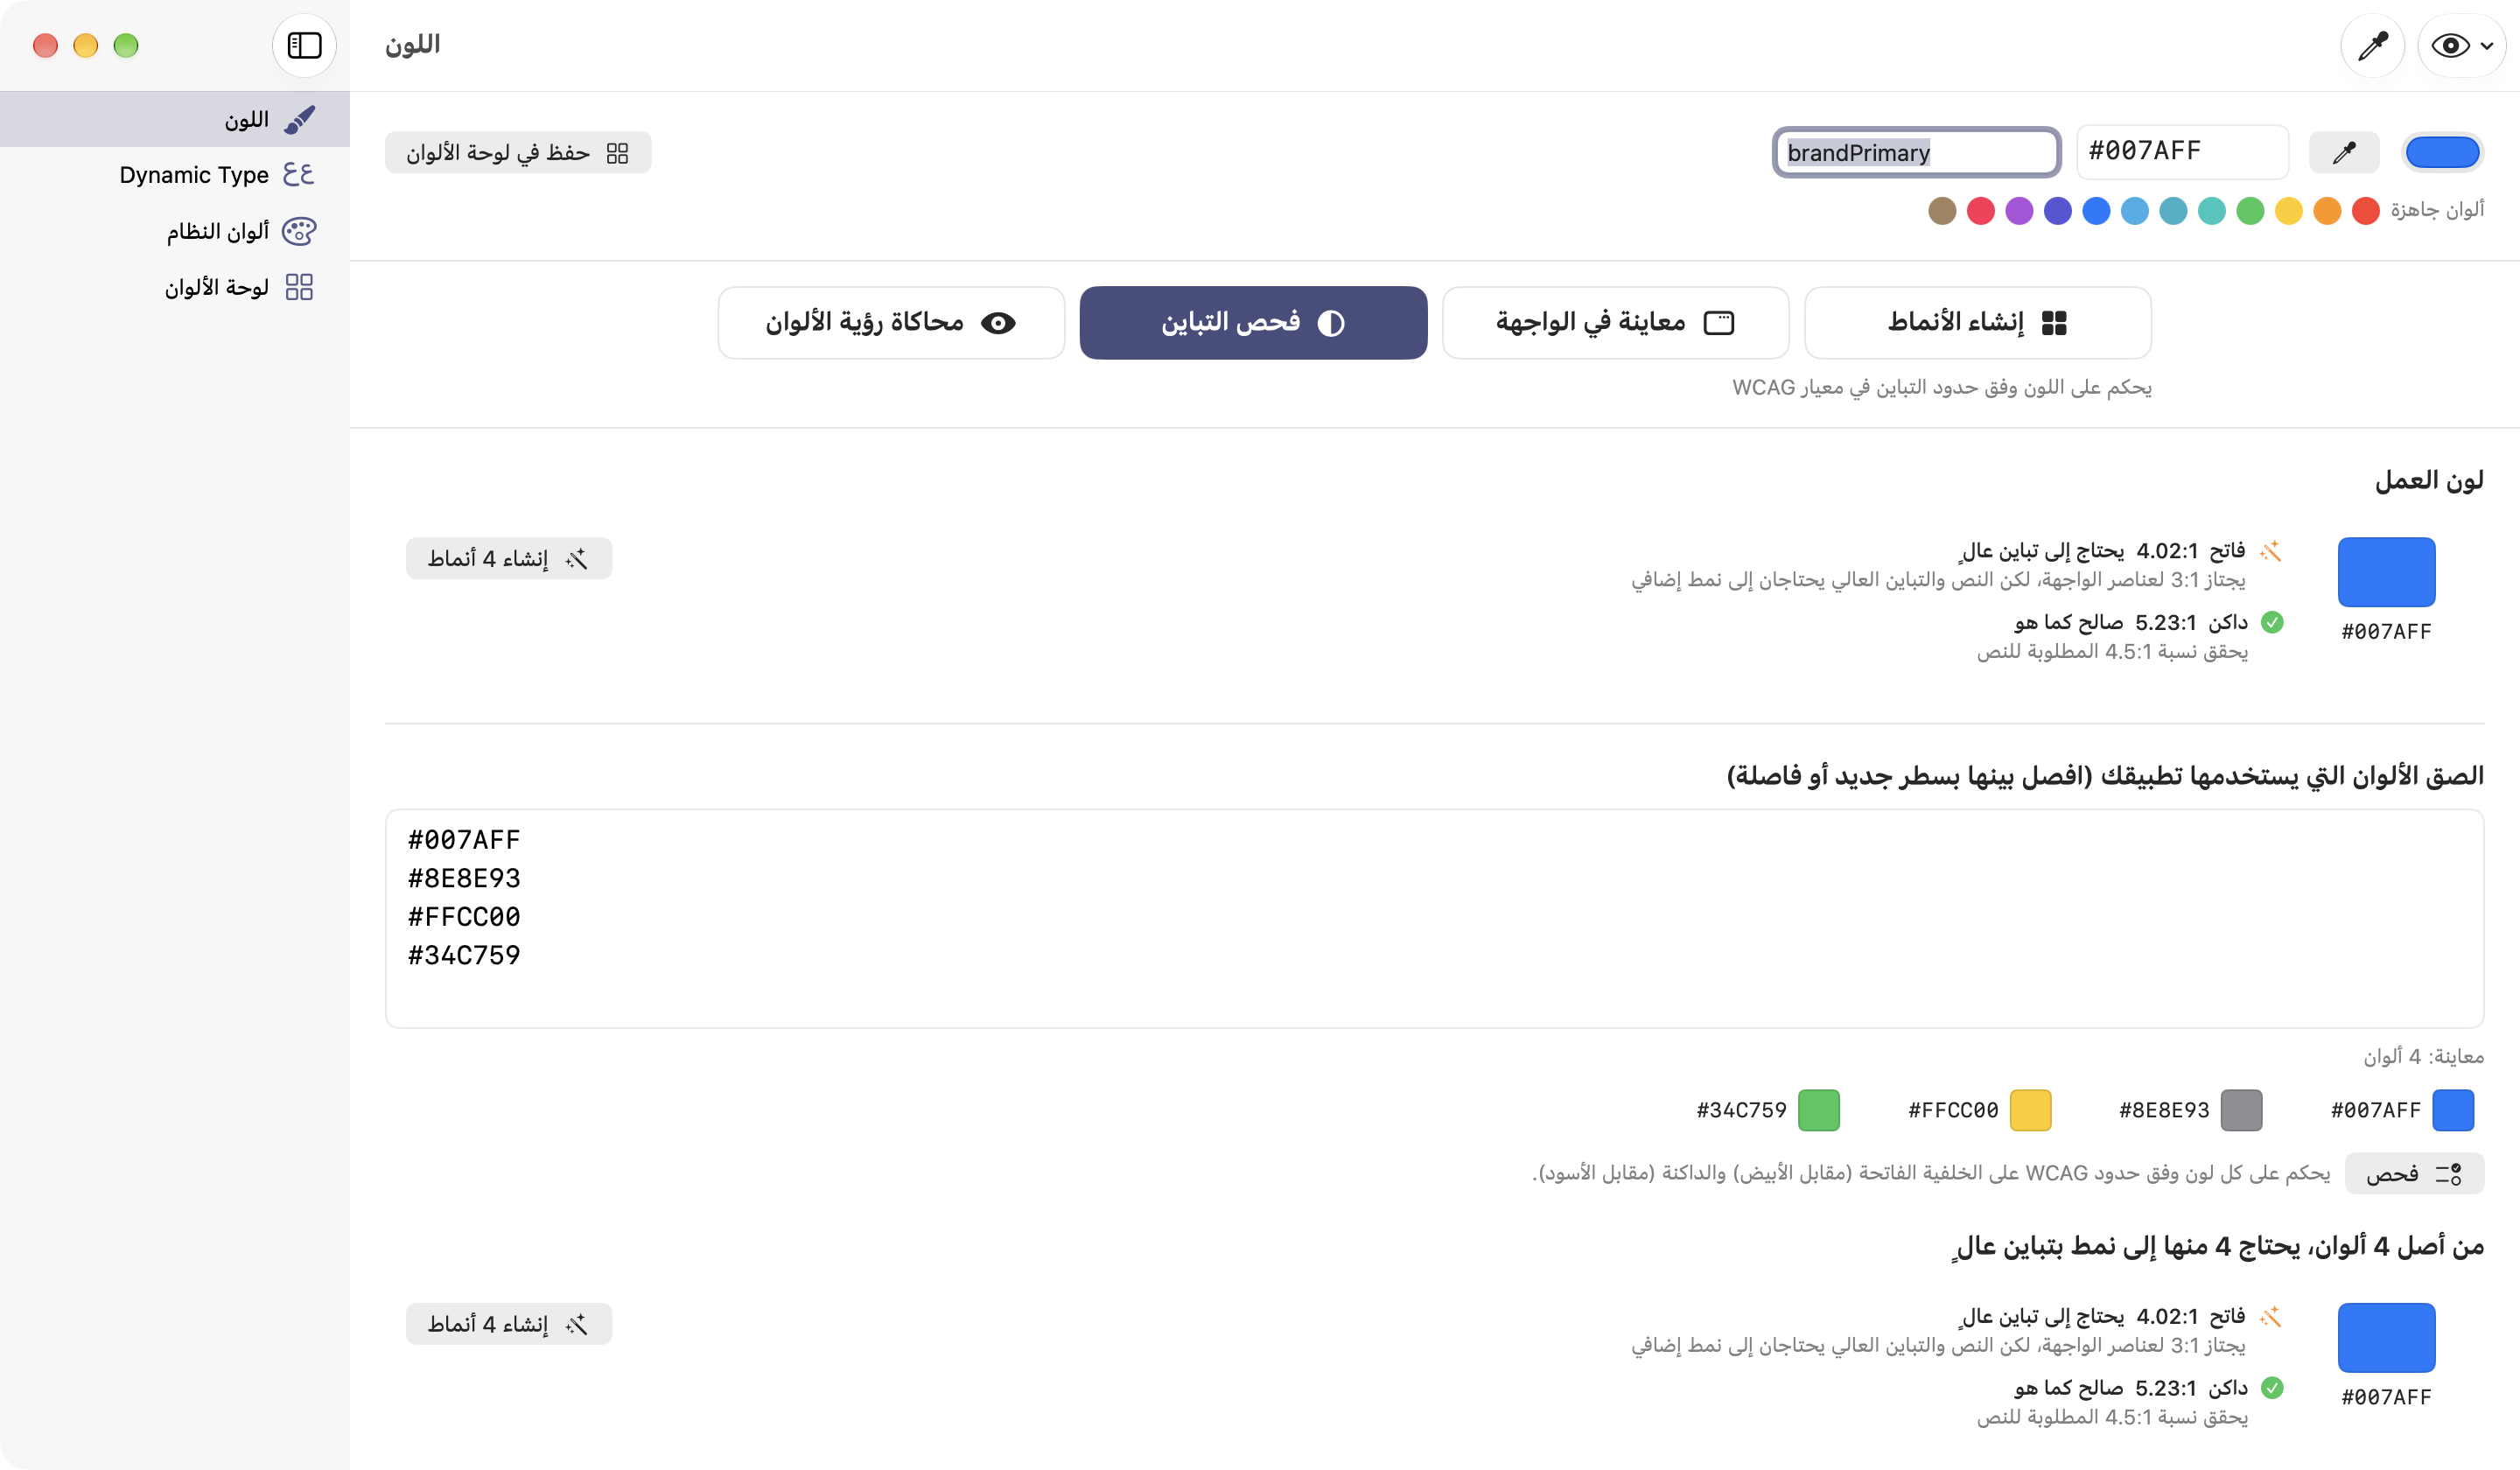 اللون
اللون
Dynamic Type
ألوان النظام
لوحة الألوان
#007AFF
brandPrimary
حفظ في لوحة الألوان
ألوان جاهزة
إنشاء الأنماط
معاينة في الواجهة
فحص التباين
محاكاة رؤية الألوان
يحكم على اللون وفق حدود التباين في معيار WCAG
لون العمل
#007AFF
فاتح 4.02:1 يحتاج إلى تباين عالٍ
يجتاز 3:1 لعناصر الواجهة، لكن النص والتباين العالي يحتاجان إلى نمط إضافي
داكن 5.23:1 صالح كما هو
يحقق نسبة 4.5:1 المطلوبة للنص
إنشاء 4 أنماط
الصق الألوان التي يستخدمها تطبيقك (افصل بينها بسطر جديد أو فاصلة)
#007AFF
#8E8E93
#FFCC00
#34C759
معاينة: 4 ألوان
#007AFF
#8E8E93
#FFCC00
#34C759
فحص
يحكم على كل لون وفق حدود WCAG على الخلفية الفاتحة (مقابل الأبيض) والداكنة (مقابل الأسود).
من أصل 4 ألوان، يحتاج 4 منها إلى نمط بتباين عالٍ
#007AFF
فاتح 4.02:1 يحتاج إلى تباين عالٍ
يجتاز 3:1 لعناصر الواجهة، لكن النص والتباين العالي يحتاجان إلى نمط إضافي
داكن 5.23:1 صالح كما هو
يحقق نسبة 4.5:1 المطلوبة للنص
إنشاء 4 أنماط